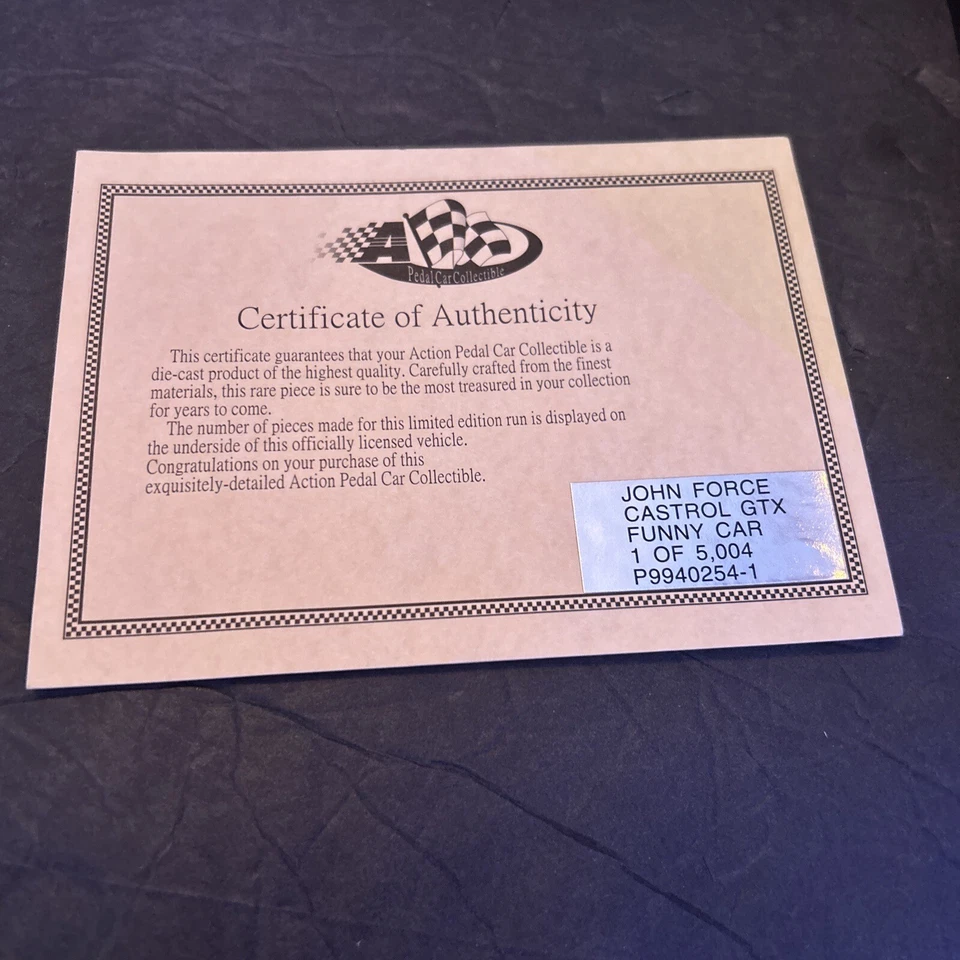 A
Pedal Car Collectible
Certificate of Authenticity
This certificate guarantees that your Action Pedal Car Collectible is a
die-cast product of the highest quality. Carefully crafted from the finest
materials, this rare piece is sure to be the most treasured in your collection
for years to come.
The number of pieces made for this limited edition run is displayed on
the underside of this officially licensed vehicle.
Congratulations on your purchase of this
exquisitely-detailed Action Pedal Car Collectible.
JOHN FORCE
CASTROL GTX
FUNNY CAR
1 OF 5,004
P9940254-1